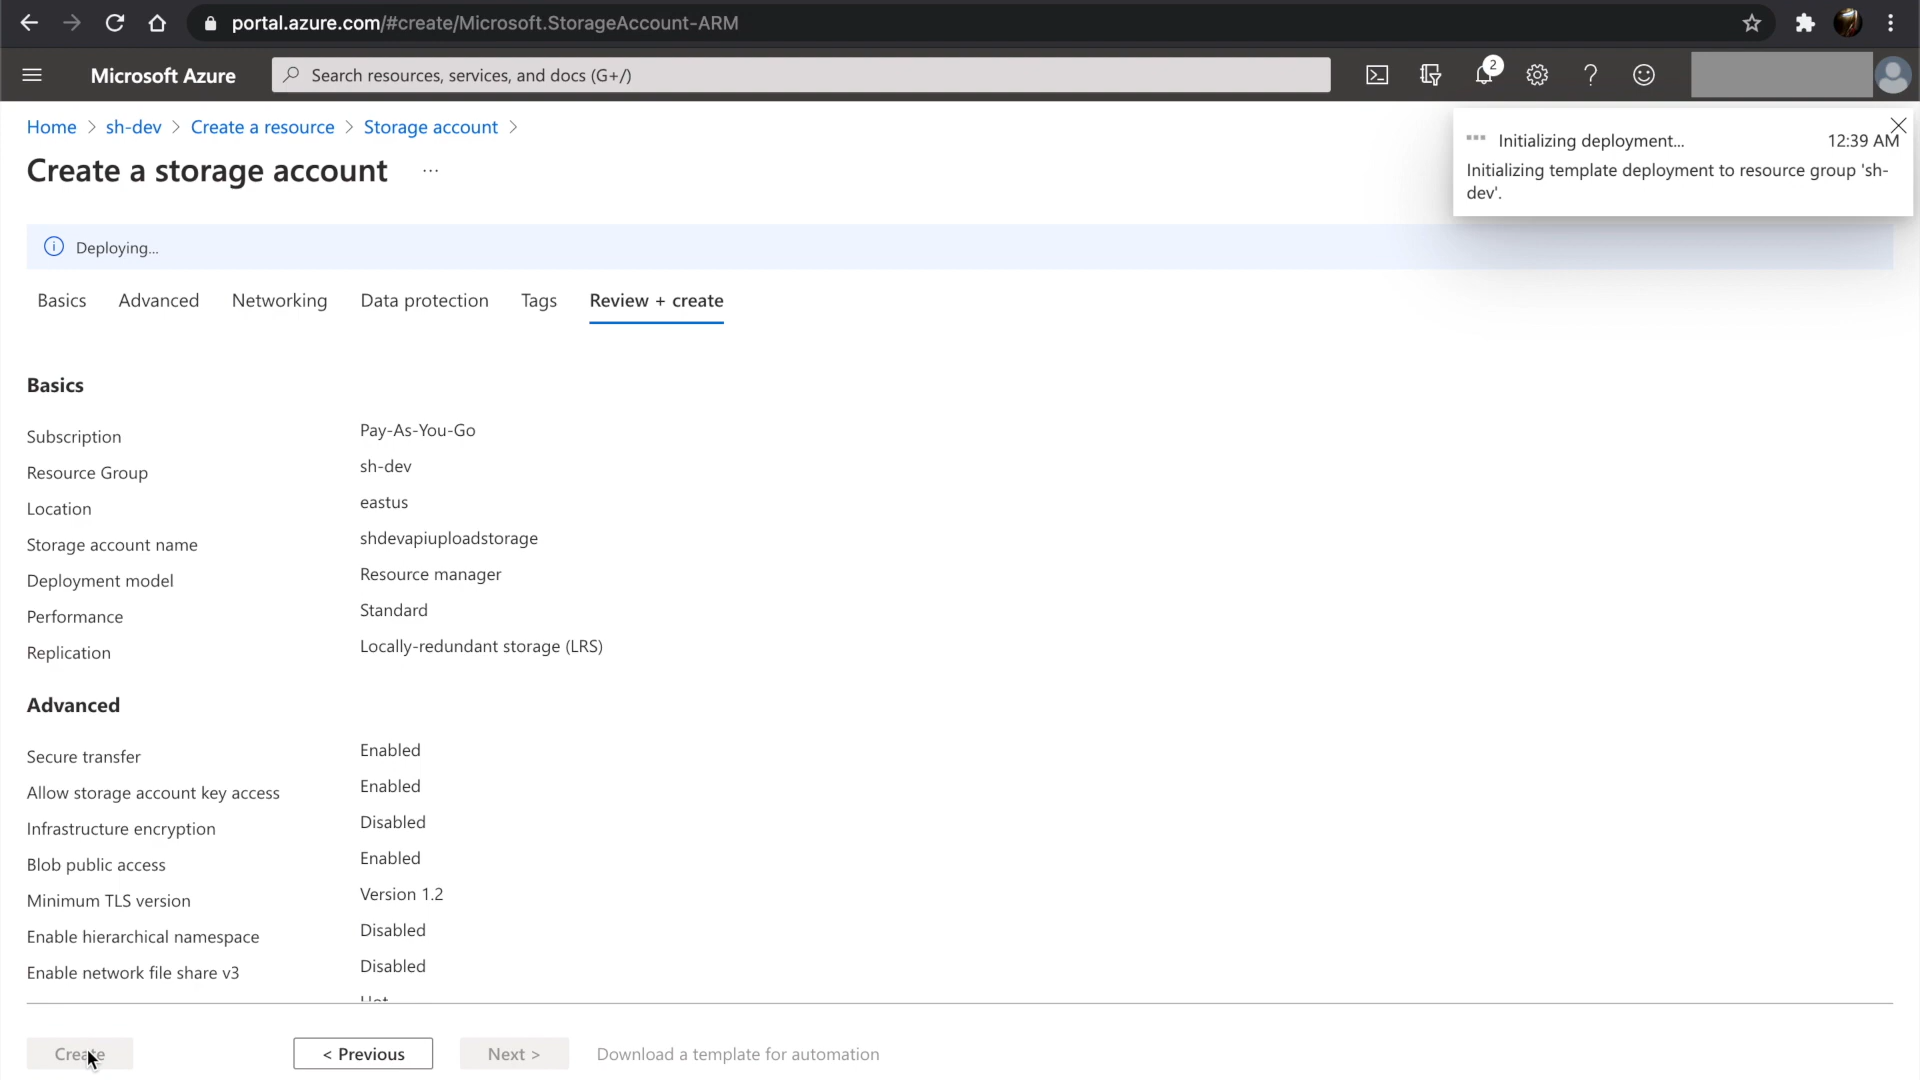 portal.azure.com/#create/Microsoft.StorageAccount-ARM
Microsoft Azure
Search resources, services, and docs (G+/)
2
Home > sh-dev > Create a resource > Storage account >
Create a storage account ...
Initializing deployment... 12:39 AM
Initializing template deployment to resource group 'sh-
dev'.
Deploying...
Basics Advanced Networking Data protection Tags Review + create
Basics
Subscription Pay-As-You-Go
Resource Group sh-dev
Location eastus
Storage account name shdevapiuploadstorage
Deployment model Resource manager
Performance Standard
Replication Locally-redundant storage (LRS)
Advanced
Secure transfer Enabled
Allow storage account key access Enabled
Infrastructure encryption Disabled
Blob public access Enabled
Minimum TLS version Version 1.2
Enable hierarchical namespace Disabled
Enable network file share v3 Disabled
Create < Previous Next > Download a template for automation